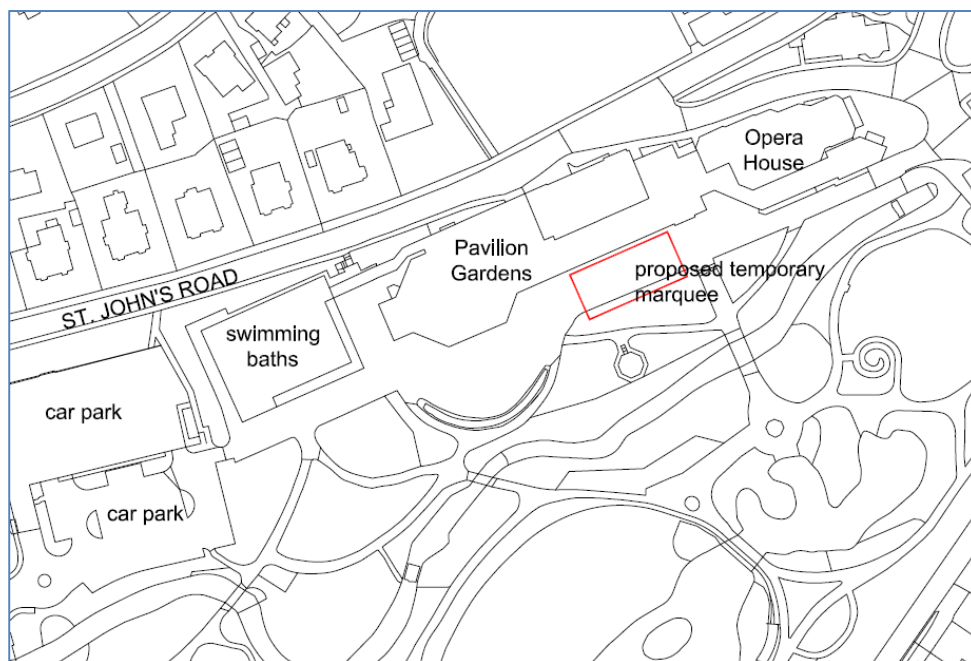 Opera
House
Pavilion
Gardens
proposed temporary
marquee
ST. JOHN'S ROAD
swimming
baths
car park
car park